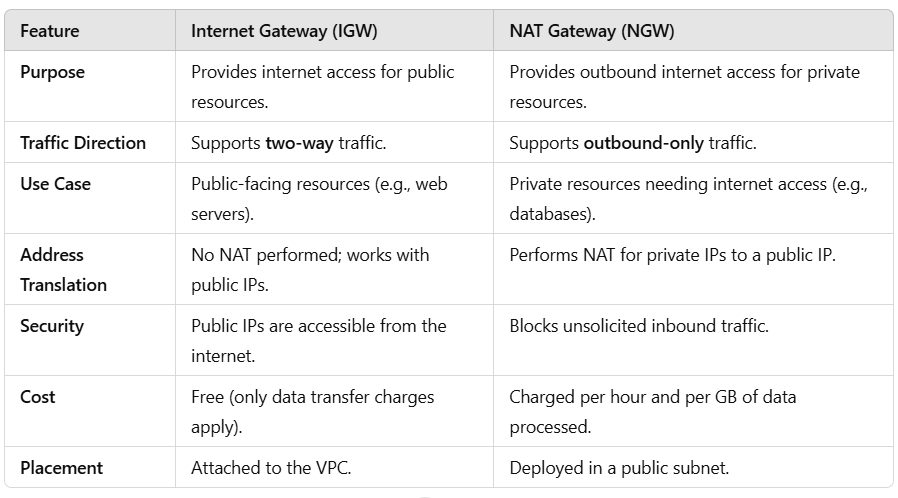 Feature Internet Gateway (IGW) NAT Gateway (NGW)
Purpose Provides internet access for public Provides outbound internet access for private
resources. resources.
Traffic Direction Supports two-way traffic. Supports outbound-only traffic.
Use Case Public-facing resources (e.g., web Private resources needing internet access (e.g.,
servers). databases).
Address No NAT performed; works with Performs NAT for private IPs to a public IP.
Translation public IPs.
Security Public IPs are accessible from the Blocks unsolicited inbound traffic.
internet.
Cost Free (only data transfer charges Charged per hour and per GB of data
apply). processed.
Placement Attached to the VPC. Deployed in a public subnet.